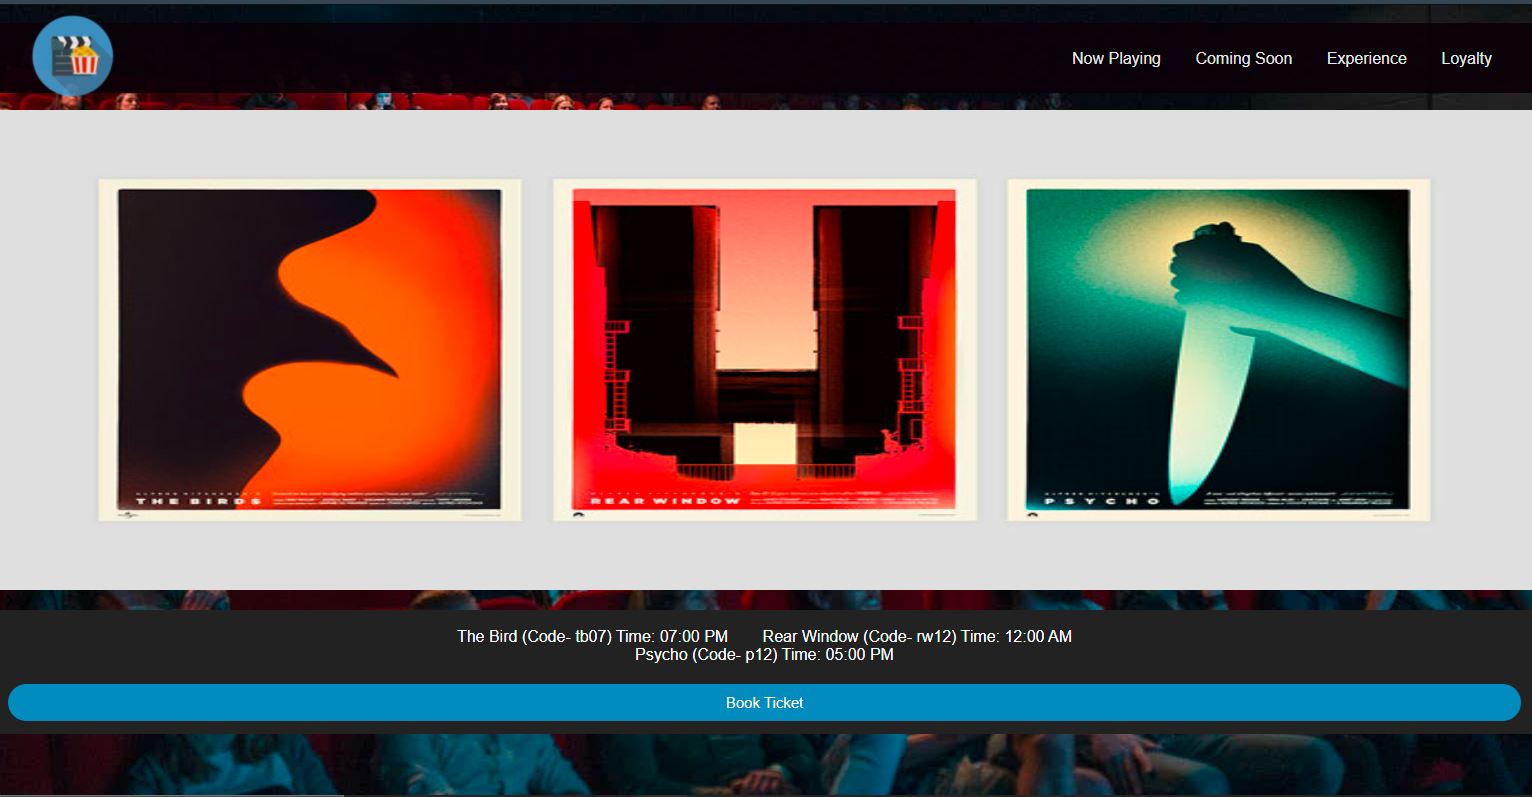 Now Playing Coming Soon Experience Loyalty
THE BIRDS
REAR WINDOW
PSYCHO
The Bird (Code- tb07) Time: 07:00 PM Rear Window (Code- rw12) Time: 12:00 AM
Psycho (Code- p12) Time: 05:00 PM
Book Ticket